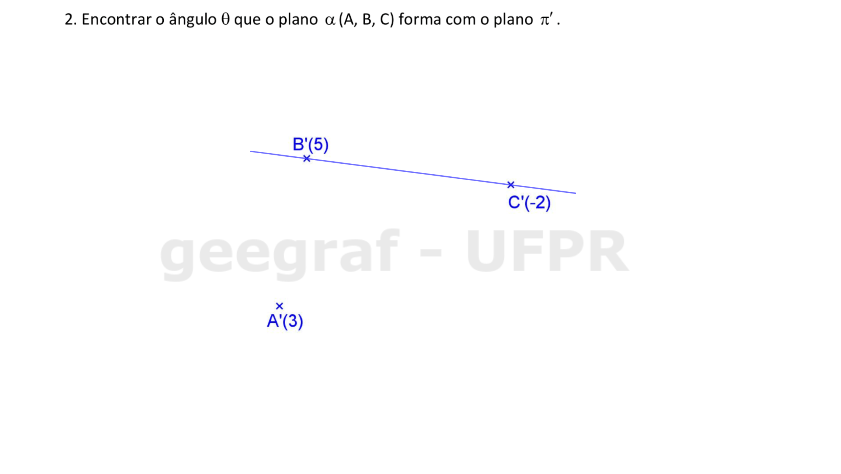 2. Encontrar o ângulo θ que o plano α (A, B, C) forma com o plano π′ .
B'(5)
C'(-2)
geegraf - UFPR
A'(3)